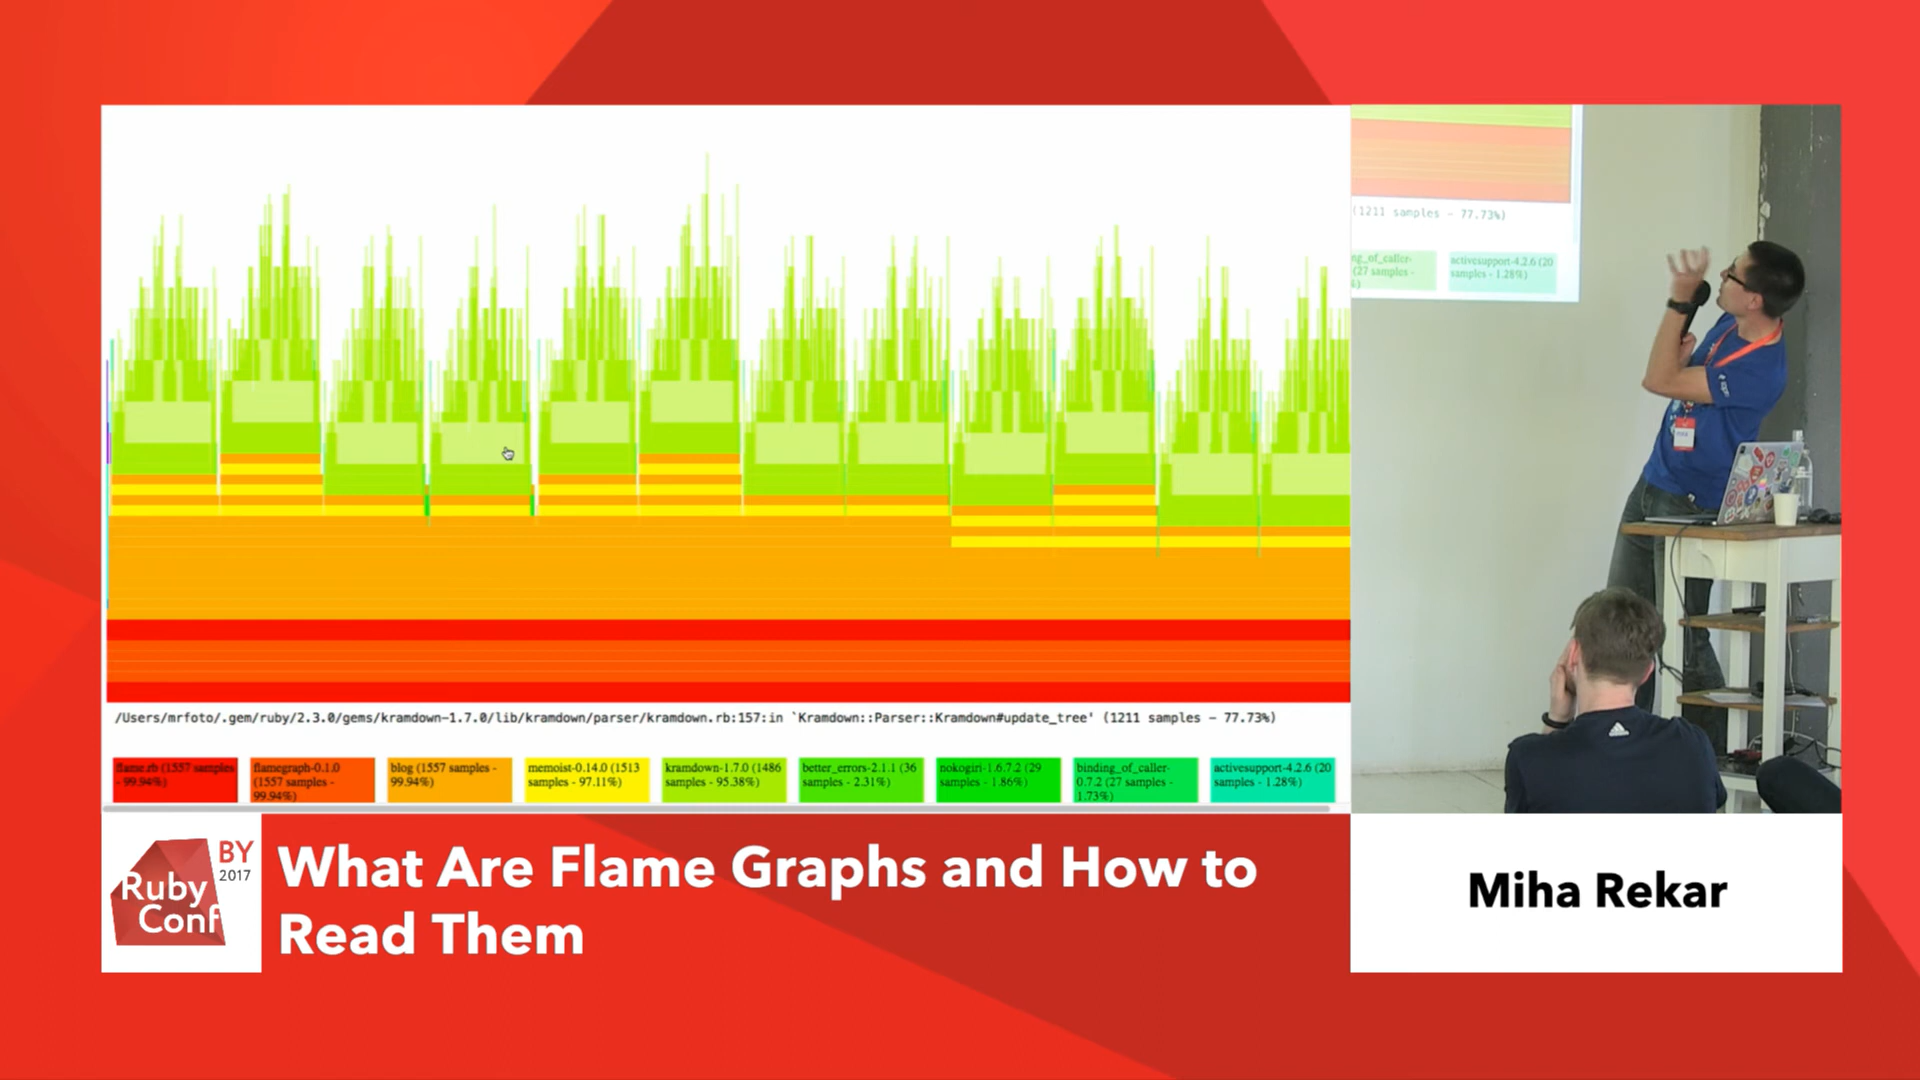 /Users/mrfoto/.gem/ruby/2.3.0/gems/kramdown-1.7.0/lib/kramdown/parser/kramdown.rb:157:in `Kramdown::Parser::Kramdown#update_tree' (1211 samples - 77.73%)
flame.rb (1557 samples
- 99.94%)
flamegraph-0.1.0
(1557 samples -
99.94%)
blog (1557 samples -
99.94%)
memoist-0.14.0 (1513
samples - 97.11%)
kramdown-1.7.0 (1486
samples - 95.38%)
better_errors-2.1.1 (36
samples - 2.31%)
nokogiri-1.6.7.2 (29
samples - 1.86%)
binding_of_caller-
0.7.2 (27 samples -
1.73%)
activesupport-4.2.6 (20
samples - 1.28%)
(1211 samples - 77.73%)
ng_of_caller-
(27 samples -
activesupport-4.2.6 (20
samples - 1.28%)
BY
2017
Ruby
Conf
What Are Flame Graphs and How to
Read Them
Miha Rekar